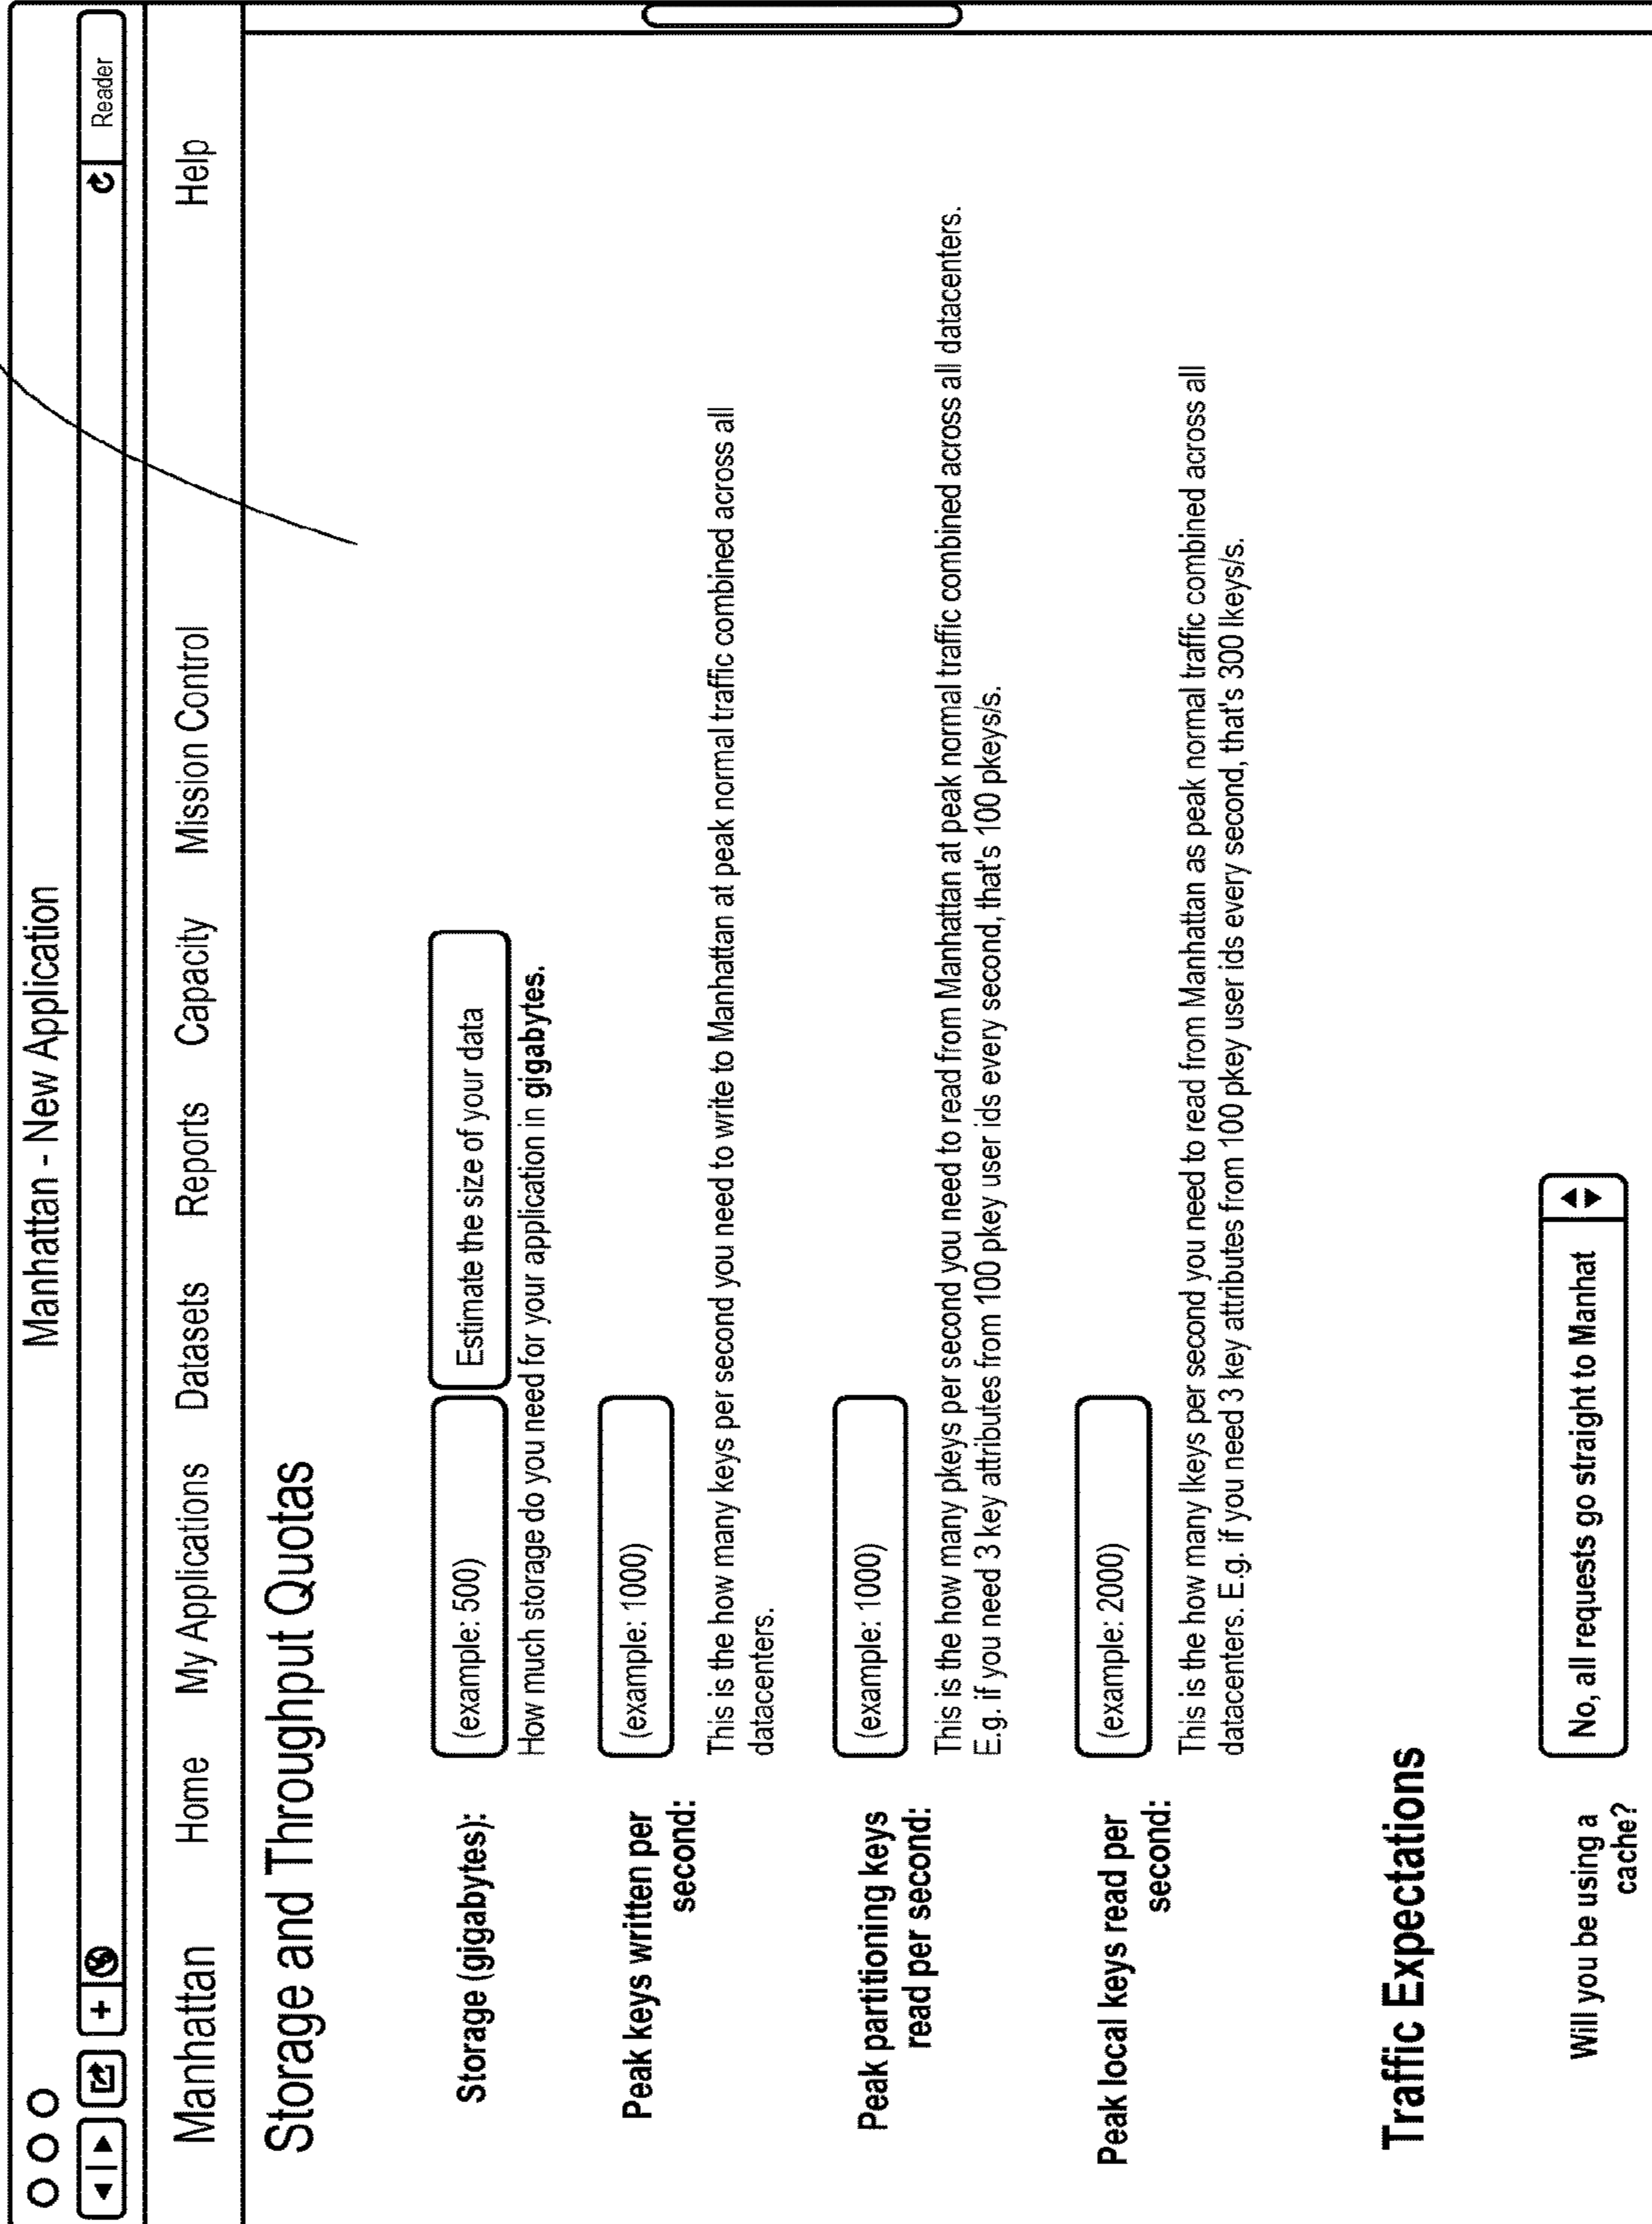 Manhattan - New Application
Reader
Manhattan Home My Applications Datasets Reports Capacity Mission Control Help
Storage and Throughput Quotas
Storage (gigabytes): (example: 500) Estimate the size of your data
How much storage do you need for your application in gigabytes.
Peak keys written per second: (example: 1000)
This is the how many keys per second you need to write to Manhattan at peak normal traffic combined across all
datacenters.
Peak partitioning keys read per second: (example: 1000)
This is the how many pkeys per second you need to read from Manhattan at peak normal traffic combined across all datacenters.
E.g. if you need 3 key attributes from 100 pkey user ids every second, that's 100 pkeys/s.
Peak local keys read per second: (example: 2000)
This is the how many lkeys per second you need to read from Manhattan as peak normal traffic combined across all
datacenters. E.g. if you need 3 key attributes from 100 pkey user ids every second, that's 300 lkeys/s.
Traffic Expectations
Will you be using a cache? No, all requests go straight to Manhat